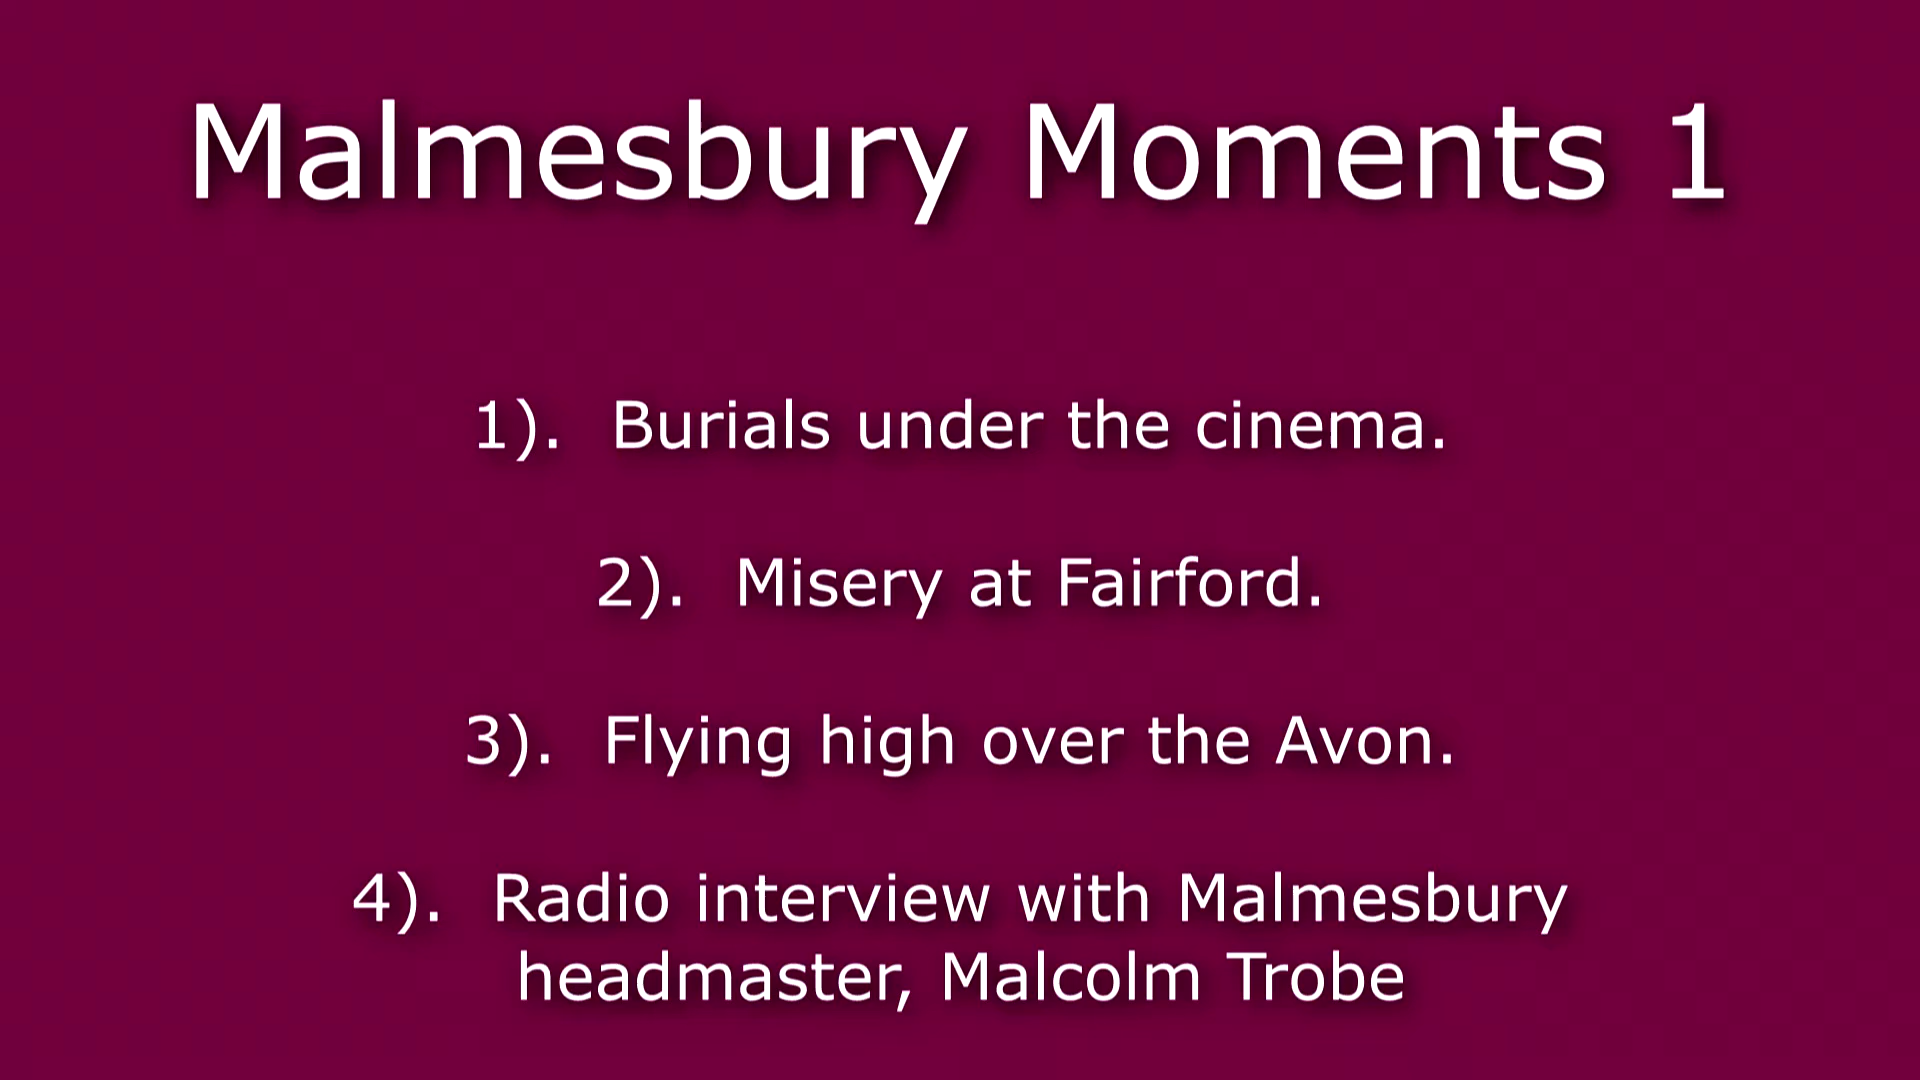 Malmesbury Moments 1
1). Burials under the cinema.
2). Misery at Fairford.
3). Flying high over the Avon.
4). Radio interview with Malmesbury
headmaster, Malcolm Trobe